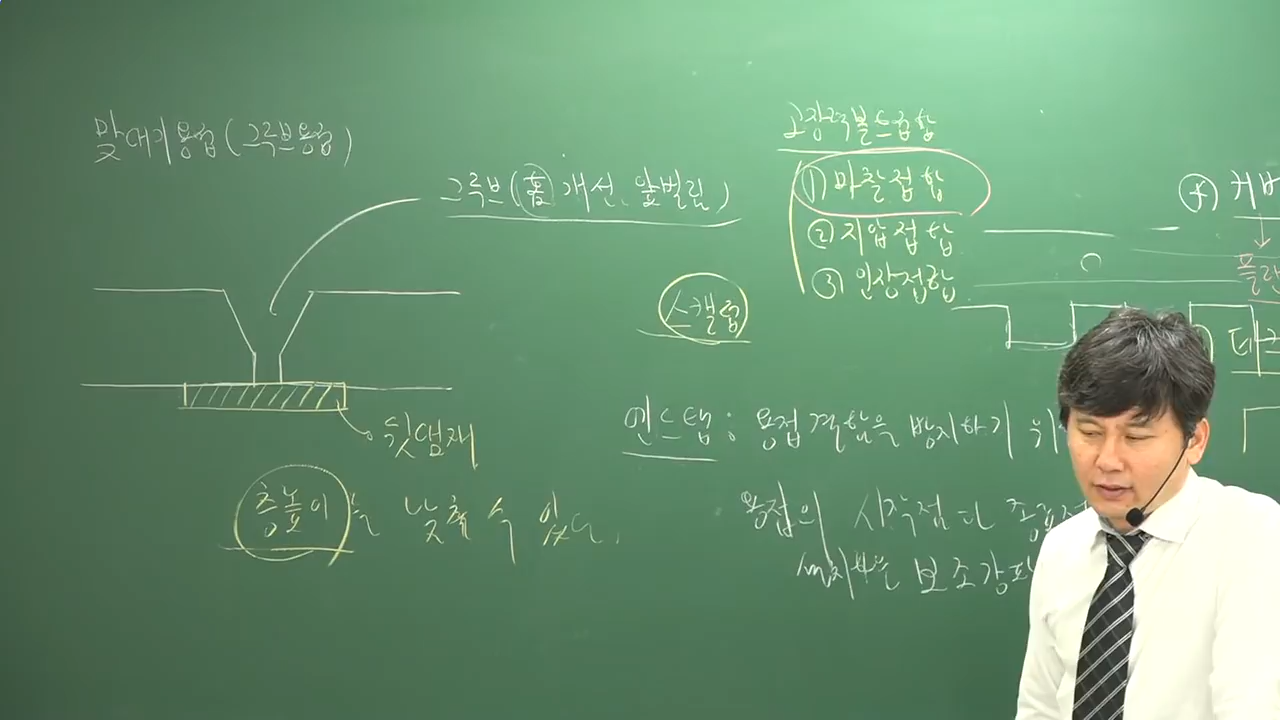 맞대기용접(그루브용접)
그루브(홈, 개선, 앞벌림)
뒷댐재
층높이를 낮출 수 있다.
고장력볼트접합
① 마찰접합
② 지압접합
③ 인장접합
스캘럽
엔드탭 : 용접결함을 방지하기 위
용접의 시작점과 종료점
보조강판